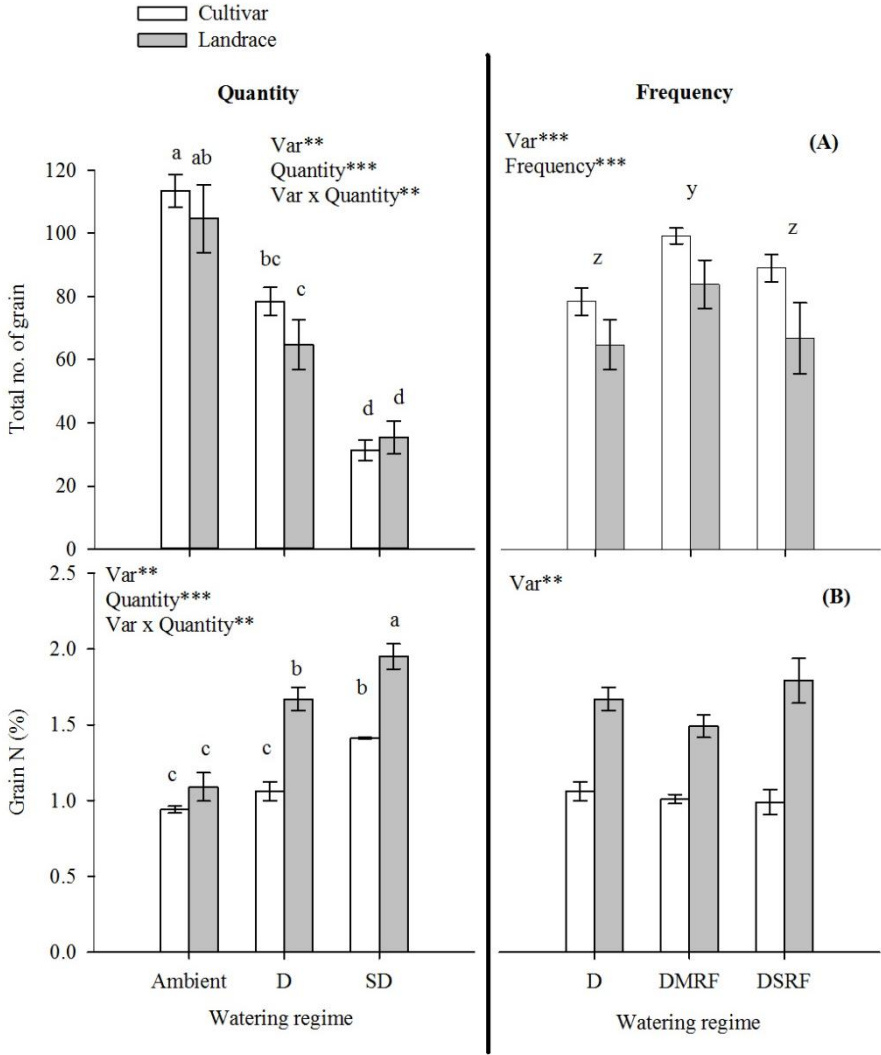 Cultivar
Landrace
Quantity
Frequency
Var**
Quantity***
Var x Quantity**
Var***
Frequency***
(A)
Total no. of grain
120
100
80
60
40
20
0
a ab
bc
c
d d
z
y
z
Var**
Quantity***
Var x Quantity**
Var**
(B)
Grain N (%)
2.5
2.0
1.5
1.0
0.5
0.0
c c
c
b
b
a
Ambient D SD
Watering regime
D DMRF DSRF
Watering regime